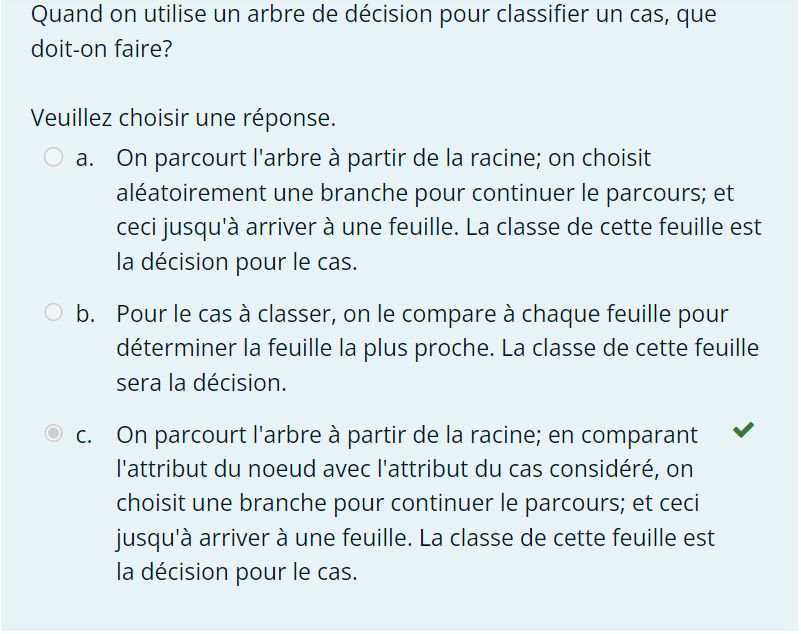 Quand on utilise un arbre de décision pour classifier un cas, que
doit-on faire?
Veuillez choisir une réponse.
a. On parcourt l'arbre à partir de la racine; on choisit
aléatoirement une branche pour continuer le parcours; et
ceci jusqu'à arriver à une feuille. La classe de cette feuille est
la décision pour le cas.
b. Pour le cas à classer, on le compare à chaque feuille pour
déterminer la feuille la plus proche. La classe de cette feuille
sera la décision.
c. On parcourt l'arbre à partir de la racine; en comparant
l'attribut du noeud avec l'attribut du cas considéré, on
choisit une branche pour continuer le parcours; et ceci
jusqu'à arriver à une feuille. La classe de cette feuille est
la décision pour le cas.